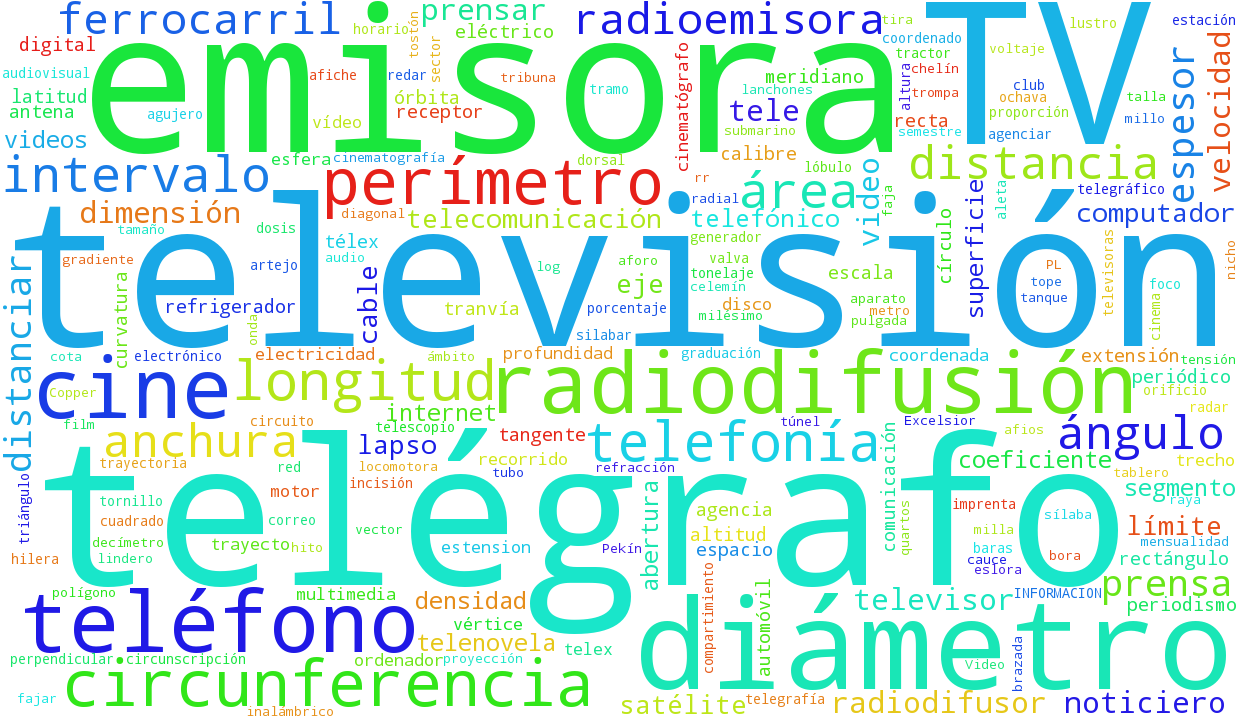 ferrocarril
prensar
radioemisora
TV
emisora
digital
horario
tostón
sector
eléctrico
tira
coordenado
lustro
estación
audiovisual
afiche
redar
tribuna
cinematógrafo
meridiano
tractor
chelín
voltaje
espesor
velocidad
latitud
antena
agujero
órbita
receptor
tramo
lanchones
altura
trompa
club
ochava
talla
videos
vídeo
tele
submarino
recta
semestre
proporción
agenciar
millo
intervalo
esfera
cinematografía
dorsal
calibre
lóbulo
video
distancia
perímetro
rr
radial
área
faja
superficie
aleta
telegráfico
dimensión
tamaño
dosis
diagonal
telecomunicación
telefónico
círculo
computador
televisión
télex
audio
generador
valva
televisoras
nicho
gradiente
artejo
log
aforo
tonelaje
celemín
escala
PL
tope
tanque
foco
distanciar
curvatura
refrigerador
onda
cable
tranvía
porcentaje
eje
disco
milésimo
aparato
metro
pulgada
cinema
silabar
cota
electrónico
electricidad
ámbito
profundidad
graduación
coordenada
extensión
tensión
cine
longitud
radiodifusión
periódico
orificio
Copper
film
circuito
internet
telescopio
túnel
Excelsior
radar
anchura
lapso
tangente
telefonía
afios
ángulo
trayectoria
red
locomotora
recorrido
refracción
comunicación
coeficiente
trecho
triángulo
telégrafo
tornillo
motor
incisión
tubo
abertura
tablero
segmento
cuadrado
correo
vector
agencia
quartos
imprenta
raya
sílaba
límite
hilera
decímetro
lindero
trayecto
hito
estension
Pekín
altitud
espacio
milla
baras
bora
mensualidad
rectángulo
cauce
eslora
polígono
multimedia
densidad
compartimiento
automóvil
televisor
INFORMACION
prensa
teléfono
vértice
periodismo
telenovela
diámetro
perpendicular
circunscripción
ordenador
proyección
telex
Video
brazada
circunferencia
fajar
inalámbrico
satélite
telegrafía
radiodifusor
noticiero